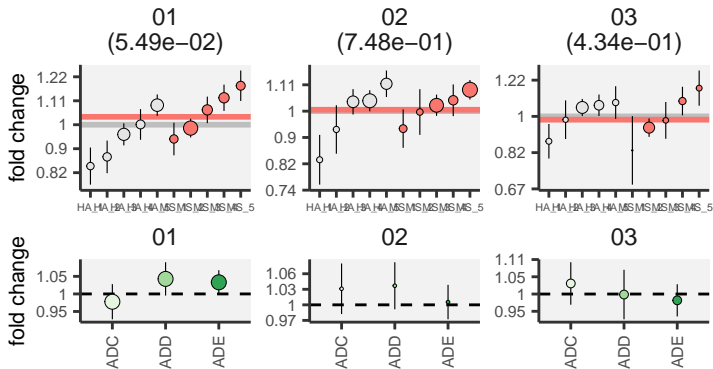 01
(5.49e−02)
02
(7.48e−01)
03
(4.34e−01)
fold change
1.22
1.11
1
0.9
0.82
1.11
1
0.9
0.82
0.74
1.22
1
0.82
0.67
01
02
03
fold change
1.05
1
0.95
1.06
1.03
1
0.97
1.11
1.05
1
0.95
ADC
ADD
ADE
ADC
ADD
ADE
ADC
ADD
ADE